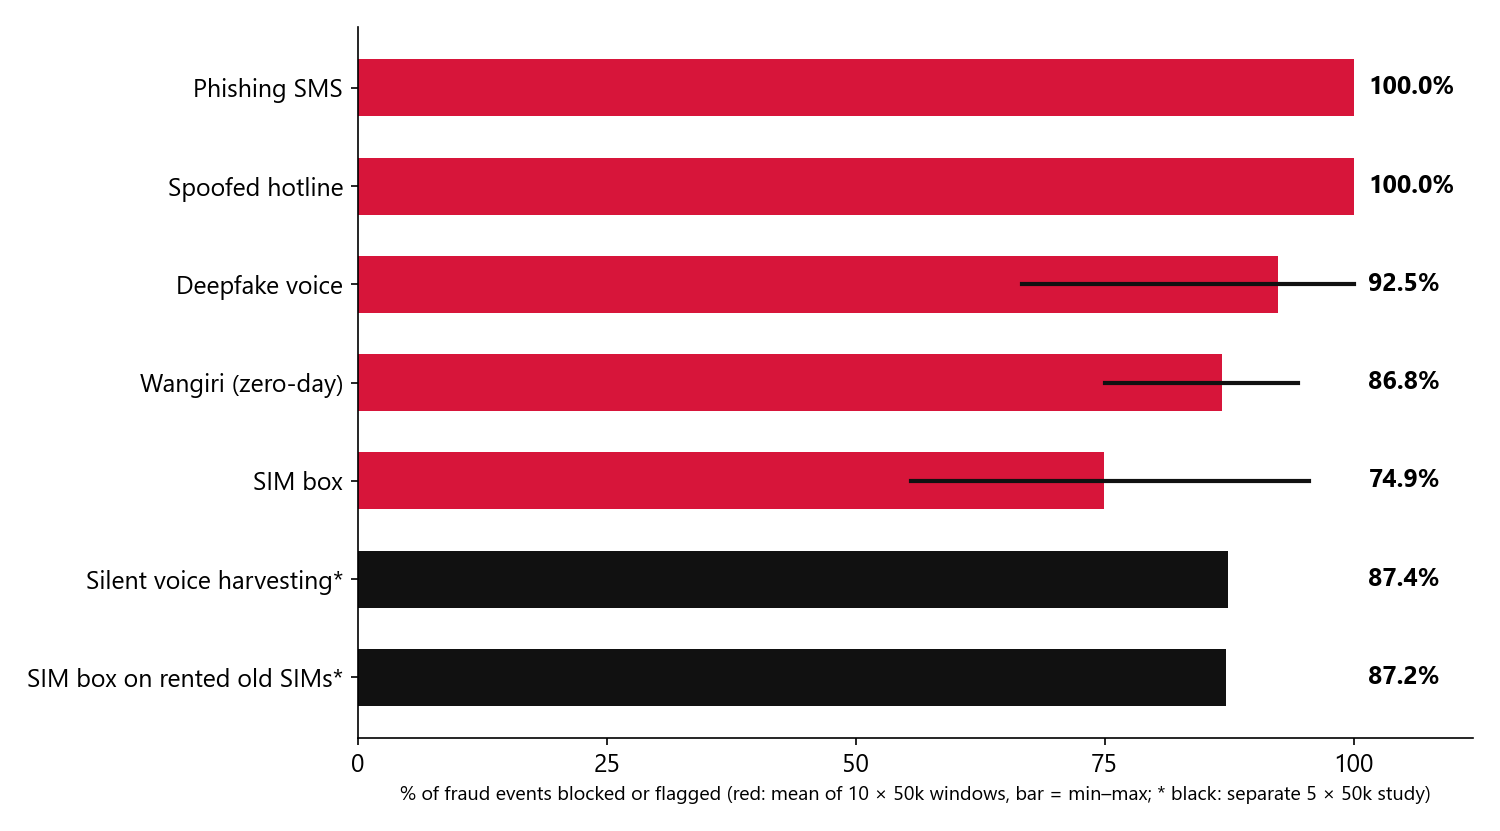 Phishing SMS 100.0%
Spoofed hotline 100.0%
Deepfake voice 92.5%
Wangiri (zero-day) 86.8%
SIM box 74.9%
Silent voice harvesting* 87.4%
SIM box on rented old SIMs* 87.2%
0 25 50 75 100
% of fraud events blocked or flagged (red: mean of 10 × 50k windows, bar = min–max; * black: separate 5 × 50k study)